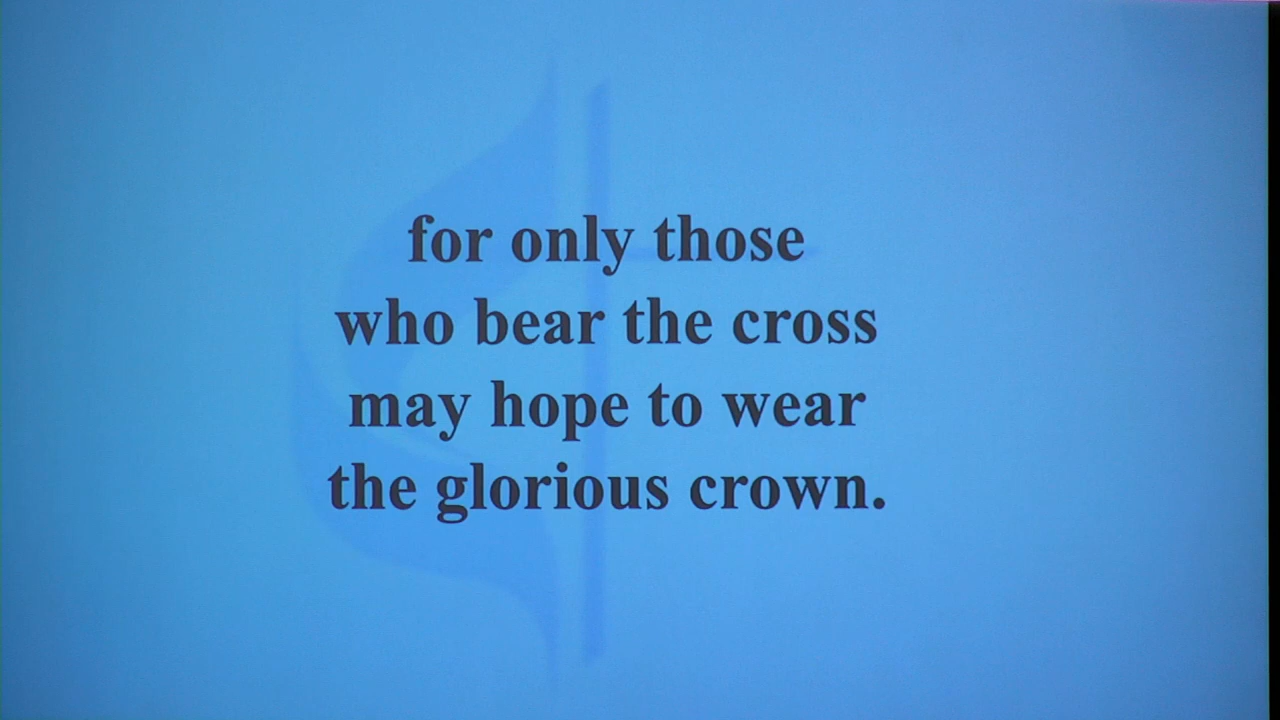 for only those
who bear the cross
may hope to wear
the glorious crown.